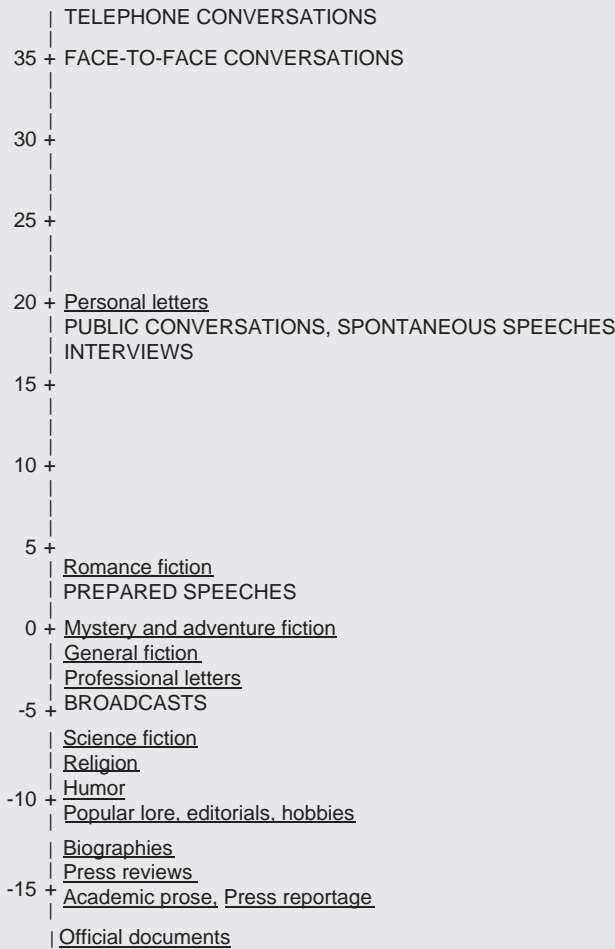 | TELEPHONE CONVERSATIONS
|
35 + FACE-TO-FACE CONVERSATIONS
|
|
|
|
30 +
|
|
|
|
25 +
|
|
|
|
20 + Personal letters
| PUBLIC CONVERSATIONS, SPONTANEOUS SPEECHES
| INTERVIEWS
|
15 +
|
|
|
|
10 +
|
|
|
|
5 +
| Romance fiction
| PREPARED SPEECHES
|
0 + Mystery and adventure fiction
| General fiction
| Professional letters
-5 + BROADCASTS
| Science fiction
| Religion
-10 + Humor
| Popular lore, editorials, hobbies
| Biographies
| Press reviews
-15 + Academic prose, Press reportage
|
| Official documents